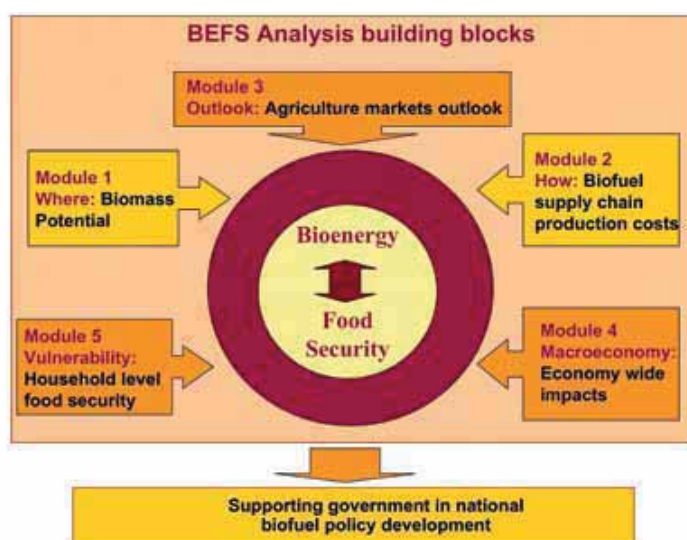 BEFS Analysis building blocks
Module 3
Outlook: Agriculture markets outlook
Module 1
Where: Biomass
Potential
Module 2
How: Biofuel
supply chain
production costs
Bioenergy
Food
Security
Module 5
Vulnerability:
Household level
food security
Module 4
Macroeconomy:
Economy wide
impacts
Supporting government in national
biofuel policy development